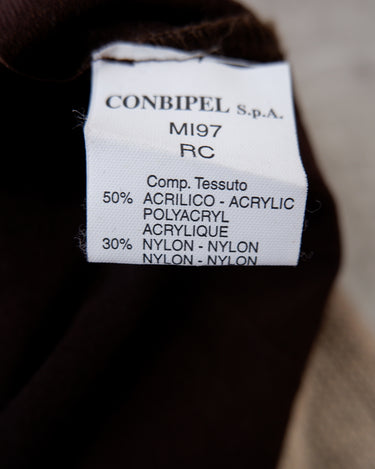 CONBIPEL S.p.A.
MI97
RC
Comp. Tessuto
50% ACRILICO - ACRYLIC
POLYACRYL
ACRYLIQUE
30% NYLON - NYLON
NYLON - NYLON